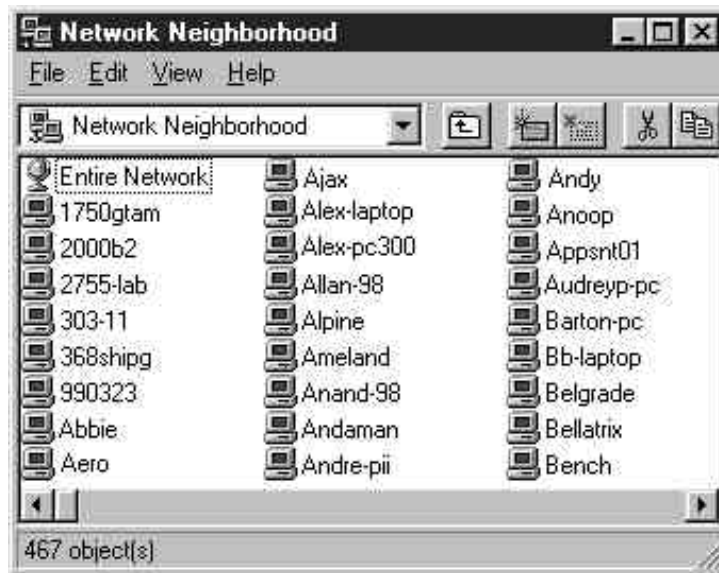 Network Neighborhood
File Edit View Help
Network Neighborhood
Entire Network
1750gtam
2000b2
2755-lab
303-11
368shipg
990323
Abbie
Aero
Ajax
Alex-laptop
Alex-pc300
Allan-98
Alpine
Ameland
Anand-98
Andaman
Andre-pii
Andy
Anoop
Appsnt01
Audreyp-pc
Barton-pc
Bb-laptop
Belgrade
Bellatrix
Bench
467 object(s)